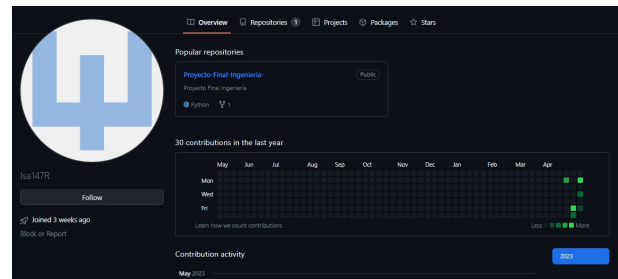 Overview Repositories 1 Projects Packages Stars
Popular repositories
Proyecto-Final-Ingenieria- Public
Proyecto Final Ingeniería
Python 1
30 contributions in the last year
May Jun Jul Aug Sep Oct Nov Dec Jan Feb Mar Apr
Mon
Wed
Fri
Learn how we count contributions Less More
Isa147R
Follow
Joined 3 weeks ago
Block or Report
Contribution activity 2023
May 2023